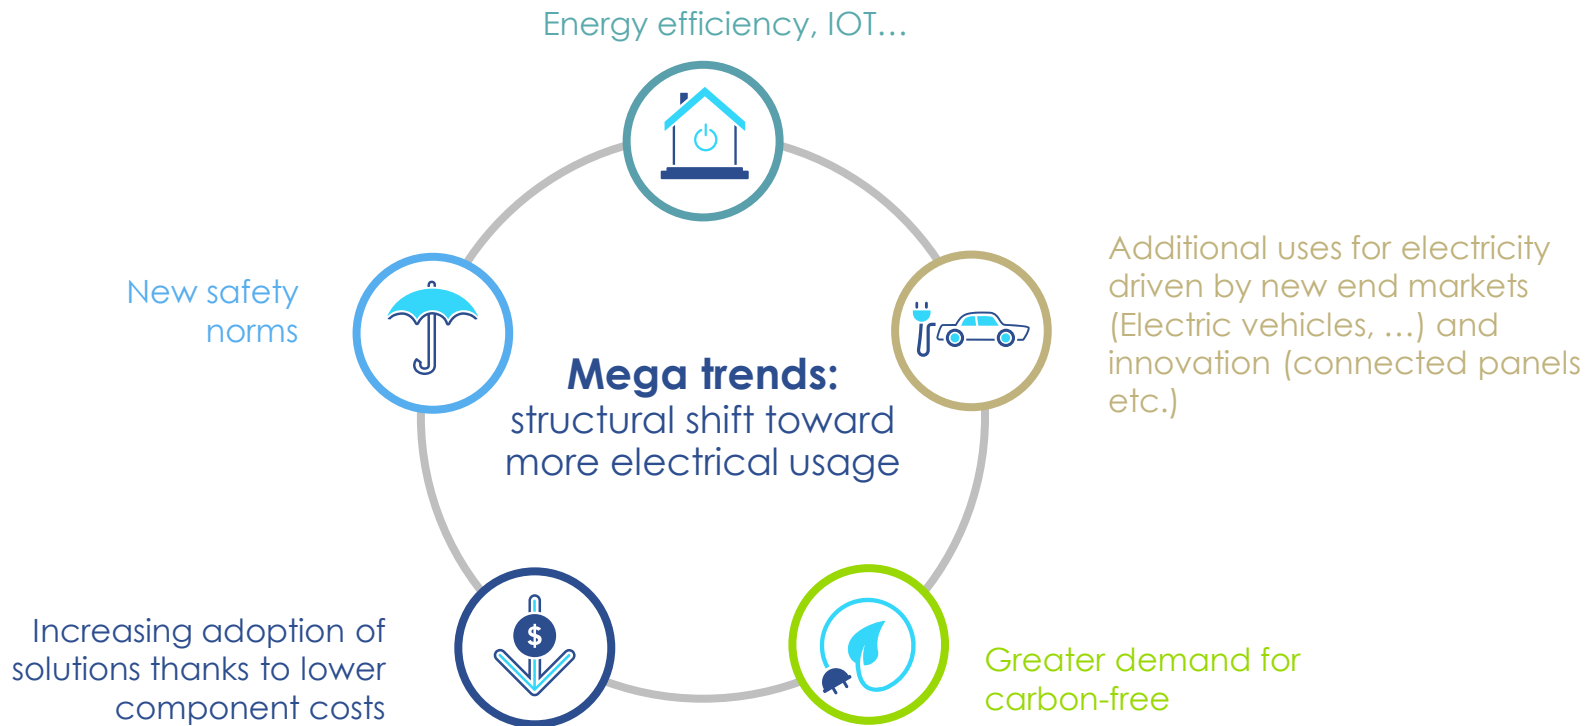 Energy efficiency, IOT…
Additional uses for electricity
driven by new end markets
(Electric vehicles, …) and
innovation (connected panels
etc.)
New safety
norms
Mega trends:
structural shift toward
more electrical usage
Increasing adoption of
solutions thanks to lower
component costs
$
Greater demand for
carbon-free